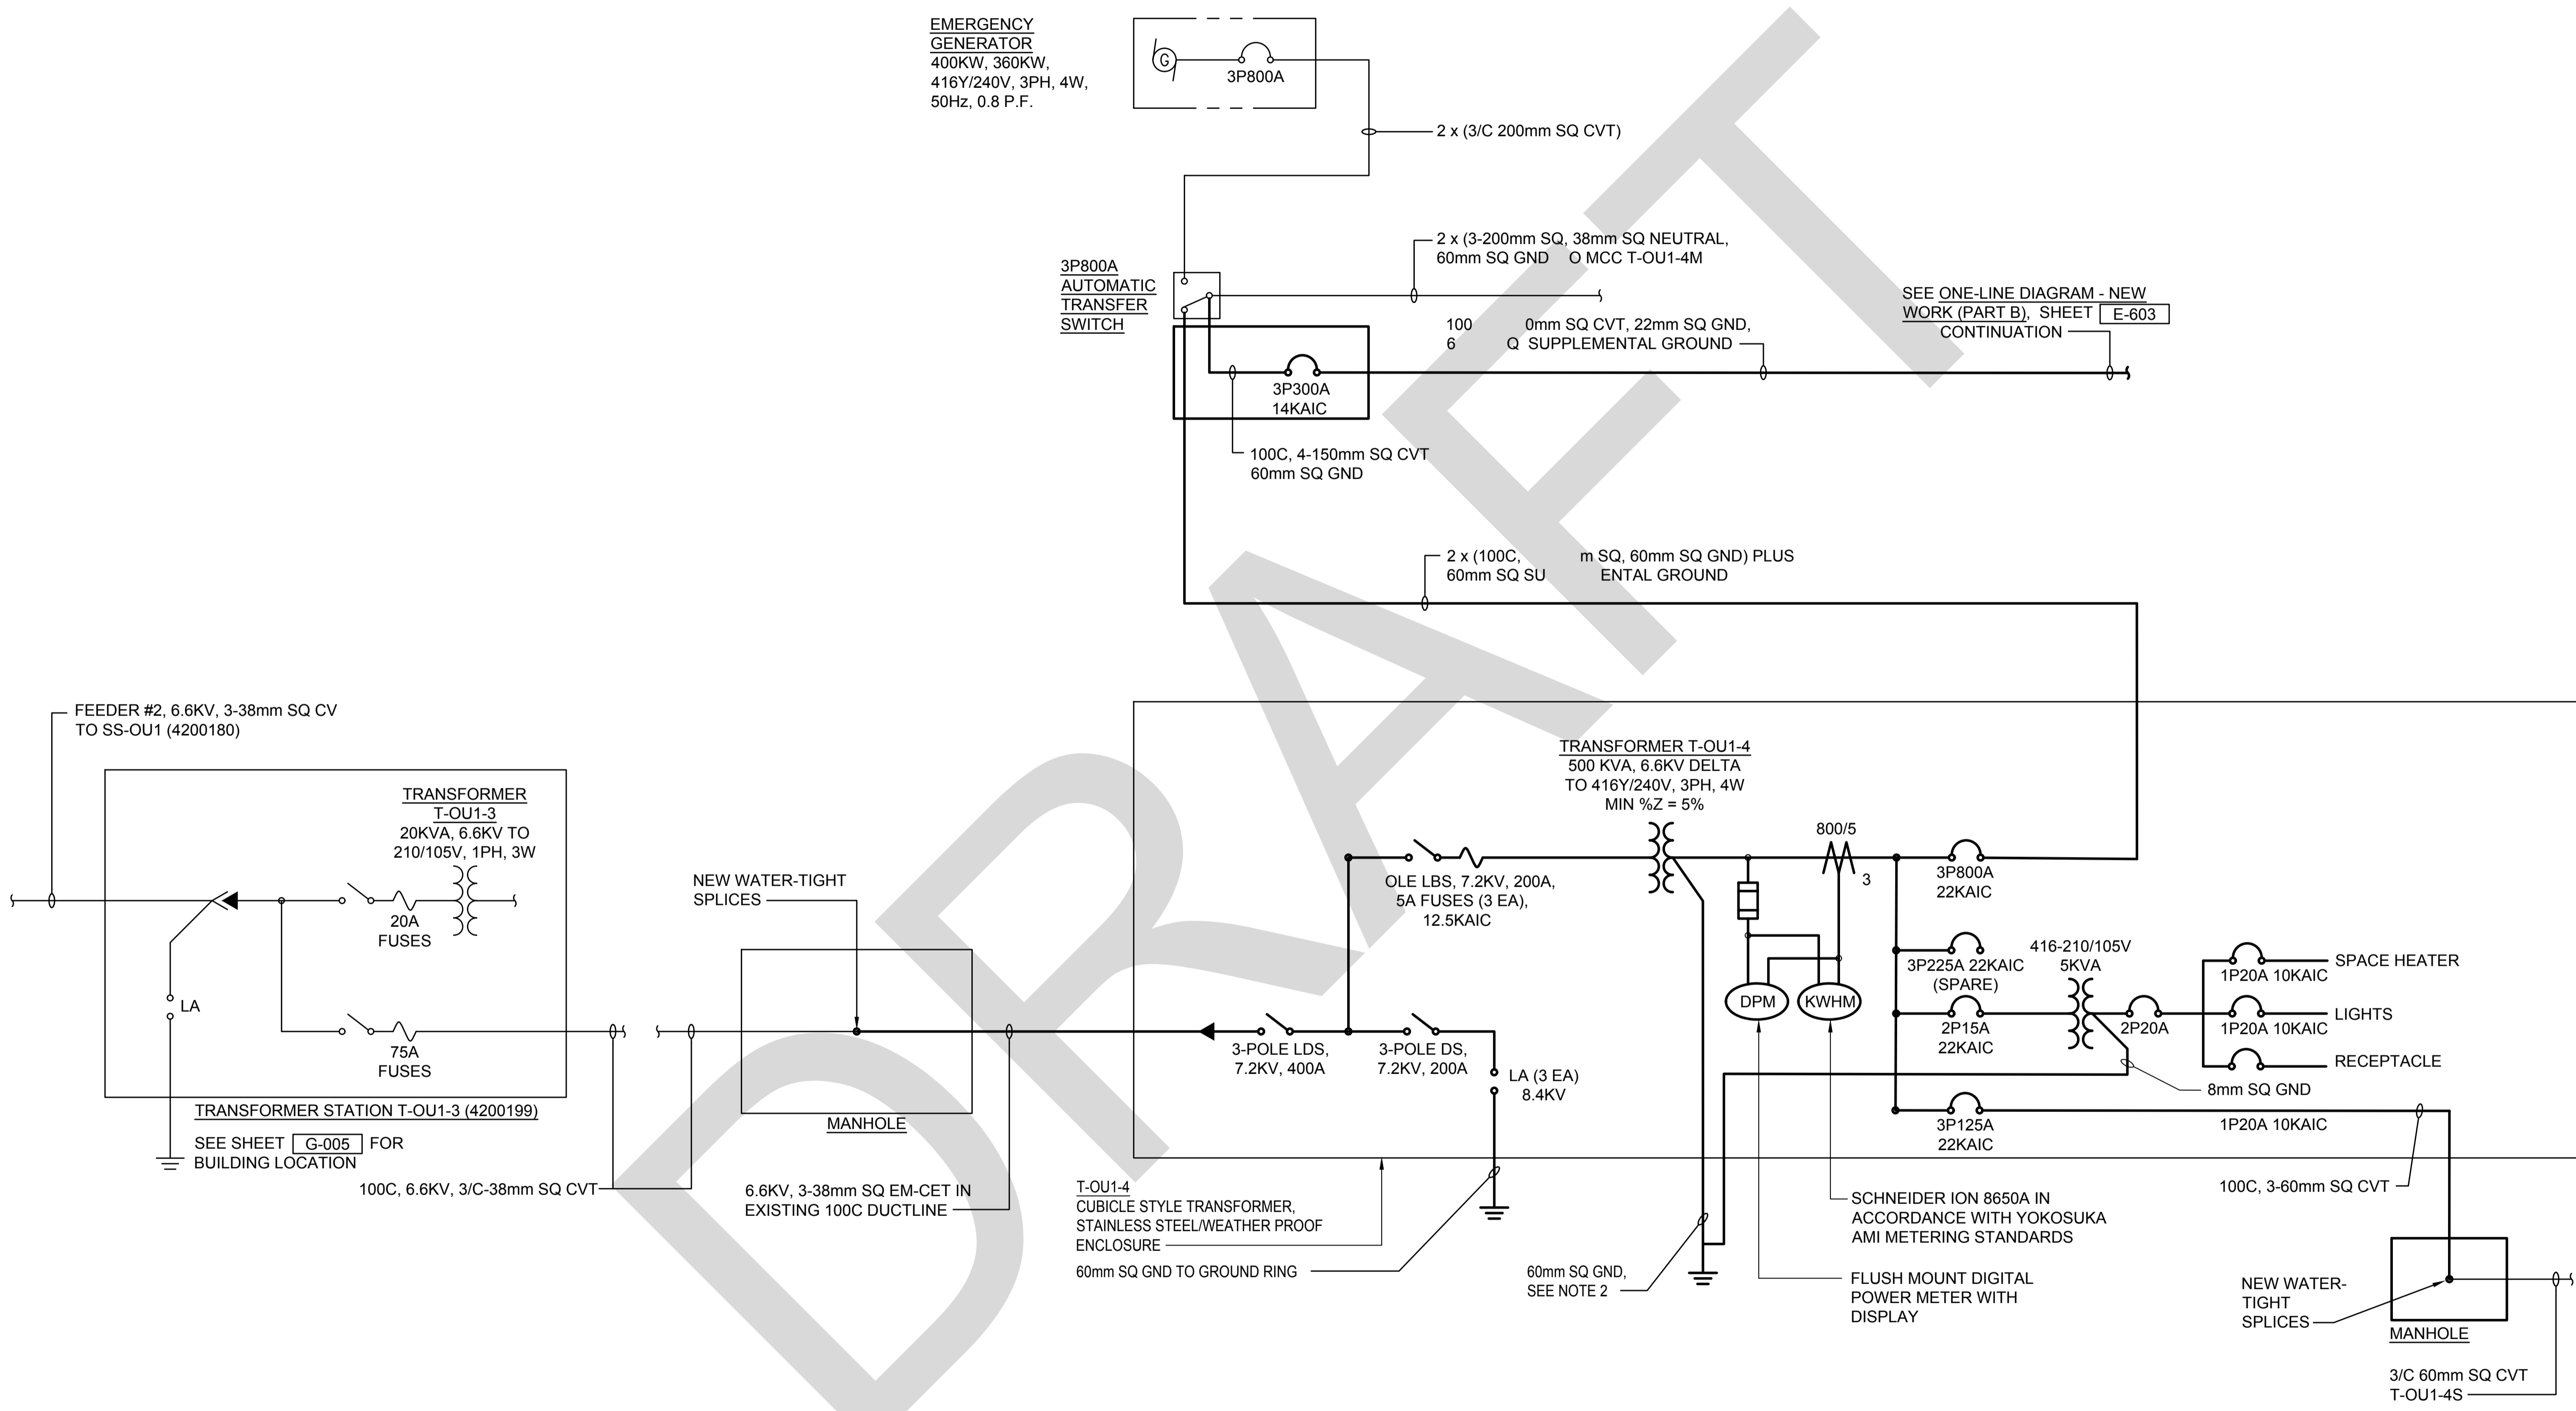 EMERGENCY
GENERATOR
400KW, 360KW,
416Y/240V, 3PH, 4W,
50Hz, 0.8 P.F.
G
3P800A
2 x (3/C 200mm SQ CVT)
2 x (3-200mm SQ, 38mm SQ NEUTRAL,
60mm SQ GND O MCC T-OU1-4M
3P800A
AUTOMATIC
TRANSFER
SWITCH
SEE ONE-LINE DIAGRAM - NEW
WORK (PART B), SHEET E-603
CONTINUATION
100 0mm SQ CVT, 22mm SQ GND,
6 Q SUPPLEMENTAL GROUND
3P300A
14KAIC
100C, 4-150mm SQ CVT
60mm SQ GND
2 x (100C, m SQ, 60mm SQ GND) PLUS
60mm SQ SU ENTAL GROUND
FEEDER #2, 6.6KV, 3-38mm SQ CV
TO SS-OU1 (4200180)
TRANSFORMER
T-OU1-3
20KVA, 6.6KV TO
210/105V, 1PH, 3W
20A
FUSES
LA
75A
FUSES
TRANSFORMER STATION T-OU1-3 (4200199)
SEE SHEET G-005 FOR
BUILDING LOCATION
100C, 6.6KV, 3/C-38mm SQ CVT
NEW WATER-TIGHT
SPLICES
MANHOLE
6.6KV, 3-38mm SQ EM-CET IN
EXISTING 100C DUCTLINE
TRANSFORMER T-OU1-4
500 KVA, 6.6KV DELTA
TO 416Y/240V, 3PH, 4W
MIN %Z = 5%
OLE LBS, 7.2KV, 200A,
5A FUSES (3 EA),
12.5KAIC
3-POLE LDS,
7.2KV, 400A
3-POLE DS,
7.2KV, 200A
LA (3 EA)
8.4KV
800/5
3
DPM
KWHM
3P800A
22KAIC
3P225A 22KAIC
(SPARE)
2P15A
22KAIC
3P125A
22KAIC
416-210/105V
5KVA
2P20A
1P20A 10KAIC
SPACE HEATER
1P20A 10KAIC
LIGHTS
RECEPTACLE
8mm SQ GND
1P20A 10KAIC
100C, 3-60mm SQ CVT
T-OU1-4
CUBICLE STYLE TRANSFORMER,
STAINLESS STEEL/WEATHER PROOF
ENCLOSURE
60mm SQ GND TO GROUND RING
60mm SQ GND,
SEE NOTE 2
SCHNEIDER ION 8650A IN
ACCORDANCE WITH YOKOSUKA
AMI METERING STANDARDS
FLUSH MOUNT DIGITAL
POWER METER WITH
DISPLAY
NEW WATER-
TIGHT
SPLICES
MANHOLE
3/C 60mm SQ CVT
T-OU1-4S
DRAFT